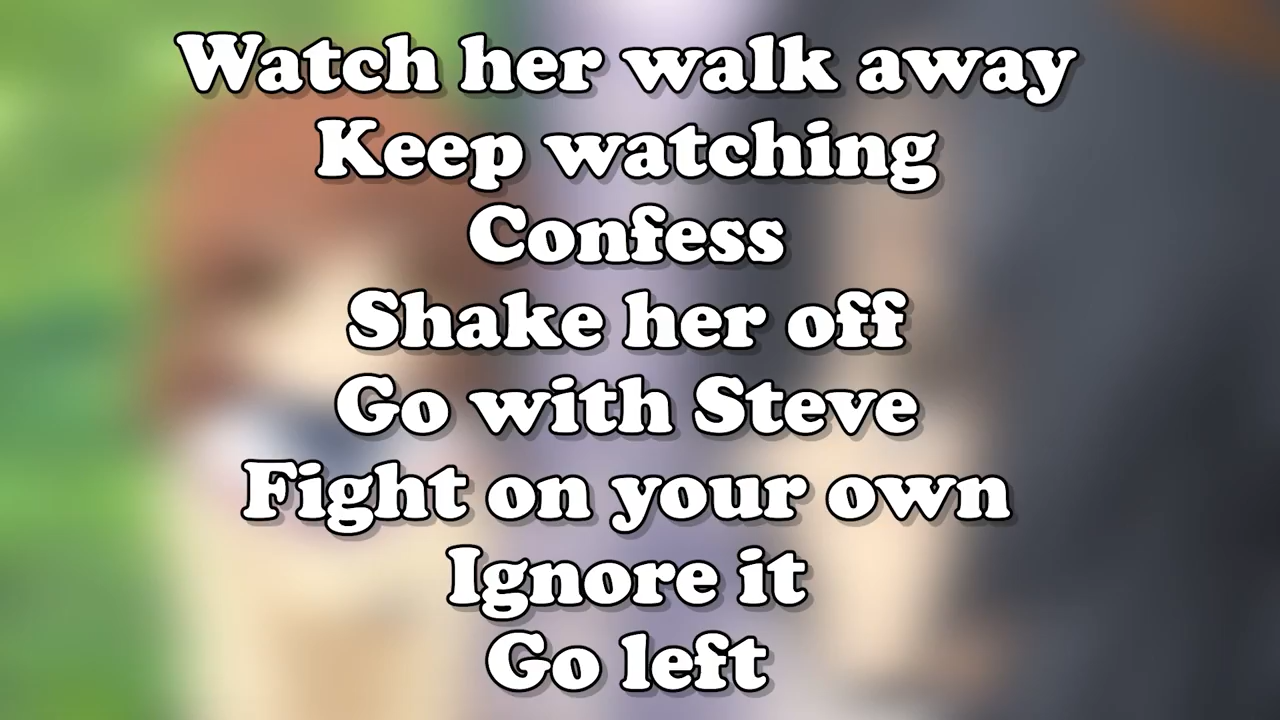 Watch her walk away
Keep watching
Confess
Shake her off
Go with Steve
Fight on your own
Ignore it
Go left